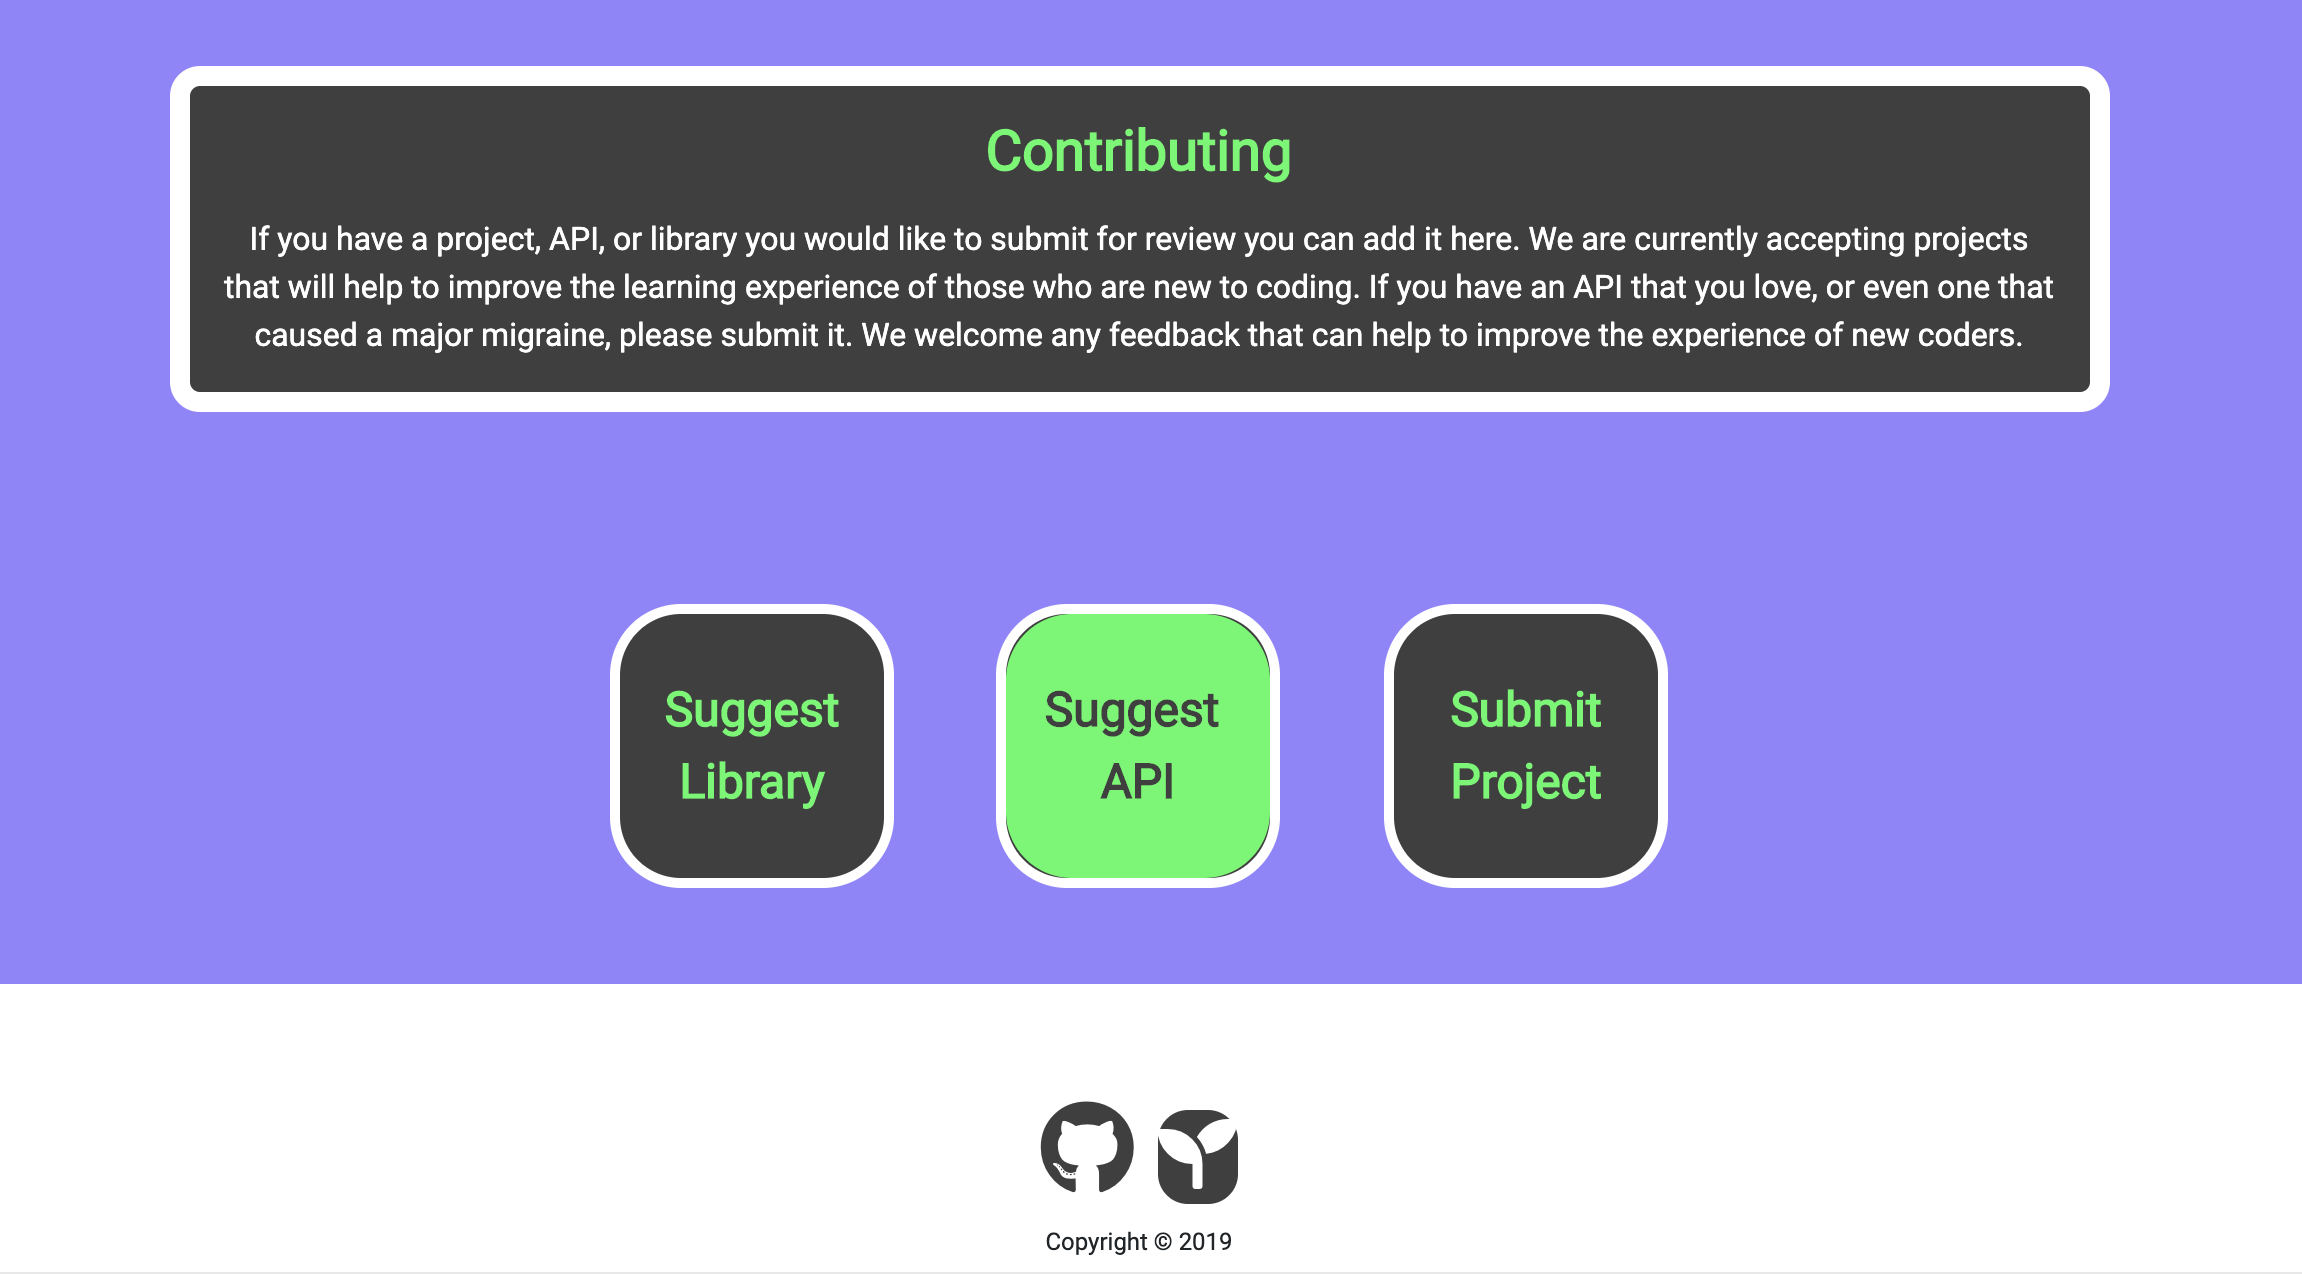 Contributing
If you have a project, API, or library you would like to submit for review you can add it here. We are currently accepting projects
that will help to improve the learning experience of those who are new to coding. If you have an API that you love, or even one that
caused a major migraine, please submit it. We welcome any feedback that can help to improve the experience of new coders.
Suggest
Library
Suggest
API
Submit
Project
Copyright © 2019